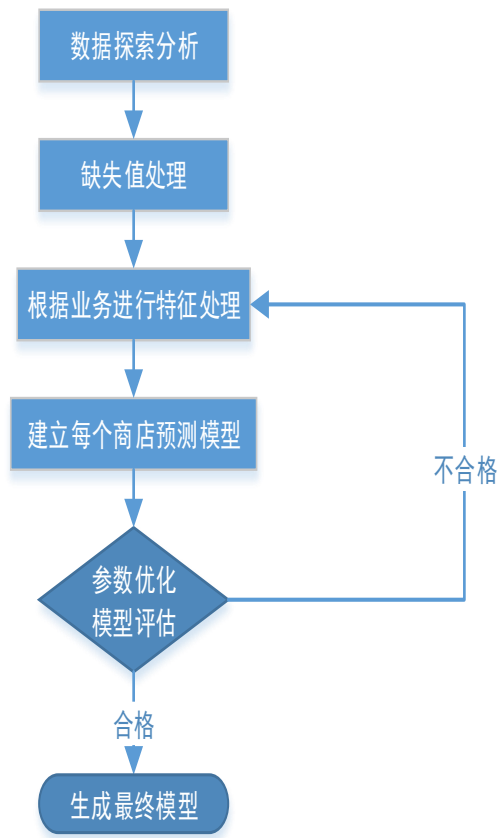 数据探索分析
缺失值处理
根据业务进行特征处理
建立每个商店预测模型
不合格
参数优化
模型评估
合格
生成最终模型